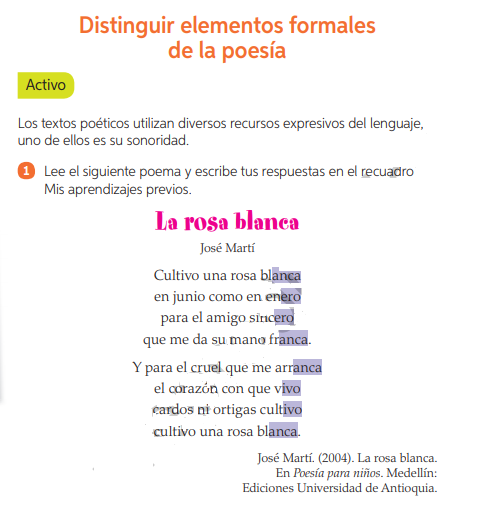 Distinguir elementos formales
de la poesía
Activo
Los textos poéticos utilizan diversos recursos expresivos del lenguaje,
uno de ellos es su sonoridad.
1 Lee el siguiente poema y escribe tus respuestas en el recuadro
Mis aprendizajes previos.
La rosa blanca
José Martí
Cultivo una rosa blanca
en junio como en enero
para el amigo sincero
que me da su mano franca.
Y para el cruel que me arranca
el corazón con que vivo
cardos ni ortigas cultivo
cultivo una rosa blanca.
José Martí. (2004). La rosa blanca.
En Poesía para niños. Medellín:
Ediciones Universidad de Antioquia.